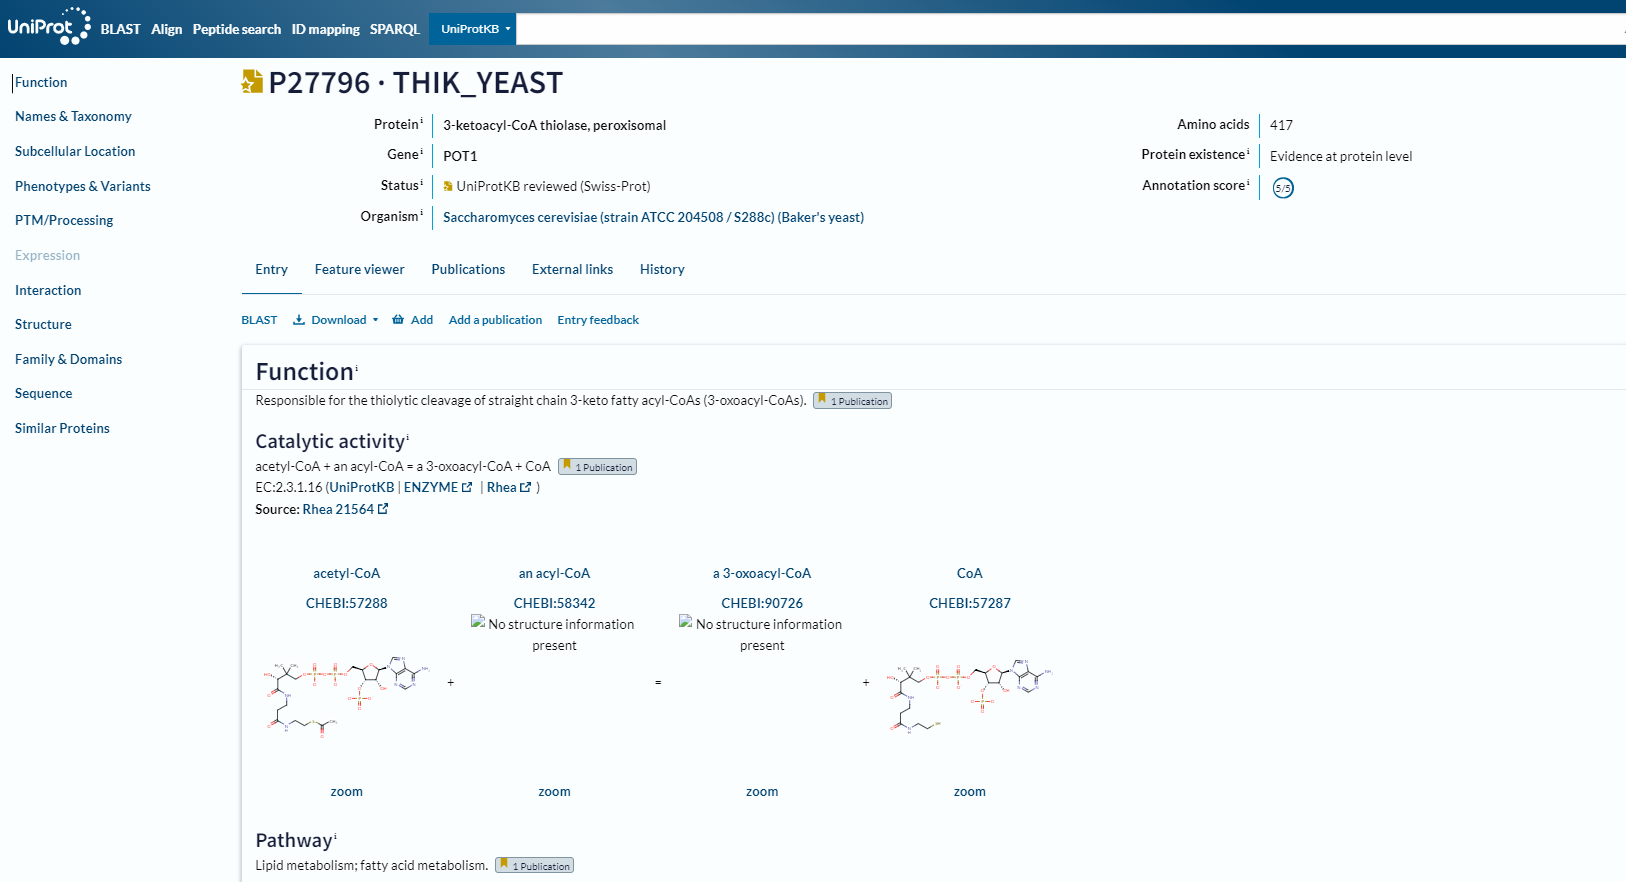 UniProt BLAST Align Peptide search ID mapping SPARQL UniProtKB
Function
Names & Taxonomy
Subcellular Location
Phenotypes & Variants
PTM/Processing
Expression
Interaction
Structure
Family & Domains
Sequence
Similar Proteins
P27796 · THIK_YEAST
Protein i 3-ketoacyl-CoA thiolase, peroxisomal
Gene i POT1
Status i UniProtKB reviewed (Swiss-Prot)
Organism i Saccharomyces cerevisiae (strain ATCC 204508 / S288c) (Baker's yeast)
Amino acids 417
Protein existence i Evidence at protein level
Annotation score i 5/5
Entry Feature viewer Publications External links History
BLAST Download Add Add a publication Entry feedback
Function i
Responsible for the thiolytic cleavage of straight chain 3-keto fatty acyl-CoAs (3-oxoacyl-CoAs). 1 Publication
Catalytic activity i
acetyl-CoA + an acyl-CoA = a 3-oxoacyl-CoA + CoA 1 Publication
EC:2.3.1.16 (UniProtKB | ENZYME | Rhea )
Source: Rhea 21564
acetyl-CoA an acyl-CoA a 3-oxoacyl-CoA CoA
CHEBI:57288 CHEBI:58342 CHEBI:90726 CHEBI:57287
No structure information No structure information
present present
+ = +
zoom zoom zoom zoom
Pathway i
Lipid metabolism; fatty acid metabolism. 1 Publication